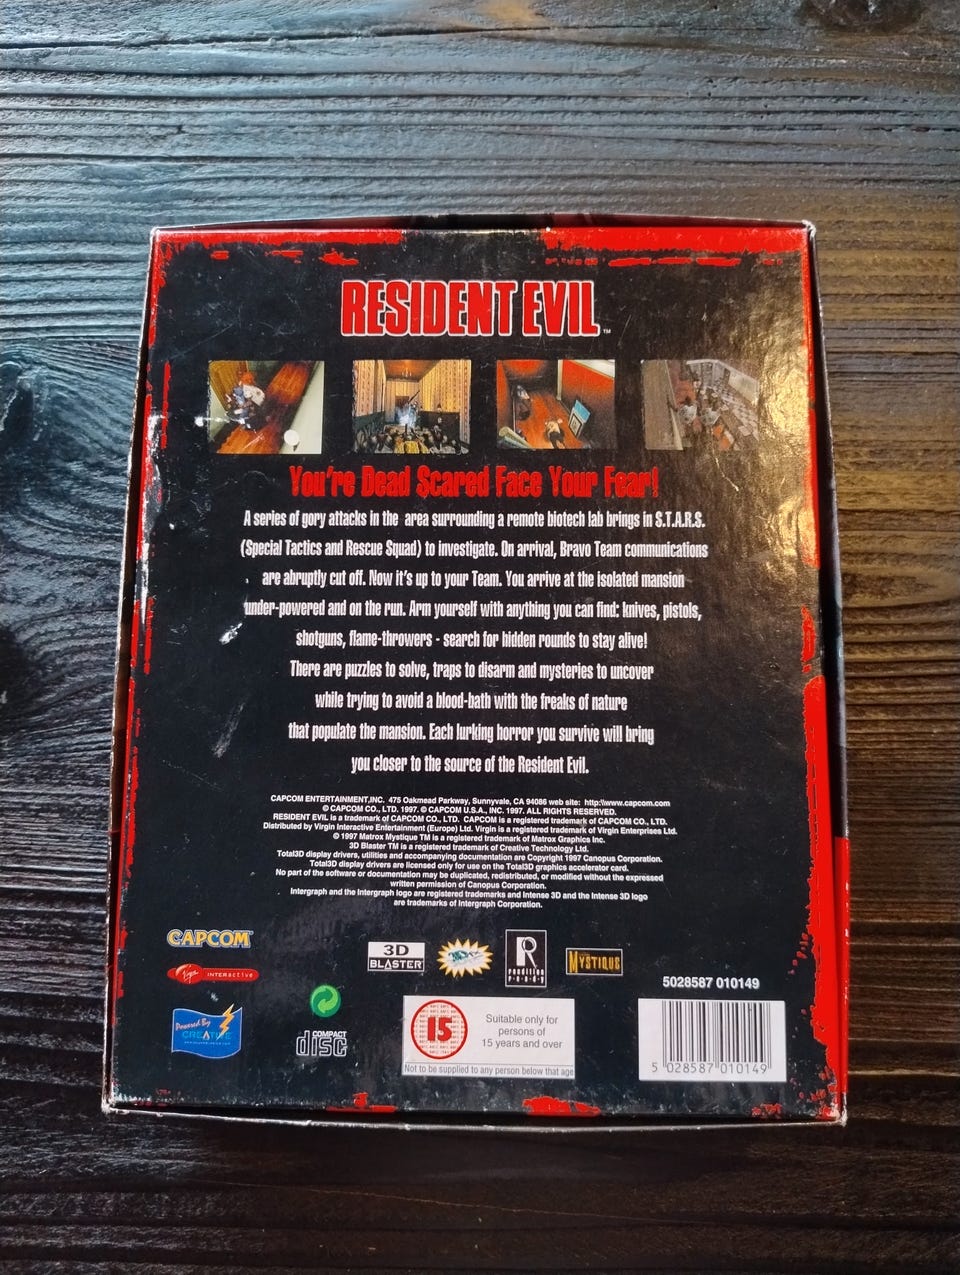 RESIDENT EVIL™
You're Dead Scared Face Your Fear!
A series of gory attacks in the area surrounding a remote biotech lab brings in S.T.A.R.S.
(Special Tactics and Rescue Squad) to investigate. On arrival, Bravo Team communications
are abruptly cut off. Now it's up to your Team. You arrive at the isolated mansion
under-powered and on the run. Arm yourself with anything you can find: knives, pistols,
shotguns, flame-throwers - search for hidden rounds to stay alive!
There are puzzles to solve, traps to disarm and mysteries to uncover
while trying to avoid a blood-bath with the freaks of nature
that populate the mansion. Each lurking horror you survive will bring
you closer to the source of the Resident Evil.
CAPCOM ENTERTAINMENT,INC. 475 Oakmead Parkway, Sunnyvale, CA 94086 web site: http:\\www.capcom.com
© CAPCOM CO., LTD. 1997. © CAPCOM U.S.A., INC. 1997. ALL RIGHTS RESERVED.
RESIDENT EVIL is a trademark of CAPCOM CO., LTD. CAPCOM is a registered trademark of CAPCOM CO., LTD.
Distributed by Virgin Interactive Entertainment (Europe) Ltd. Virgin is a registered trademark of Virgin Enterprises Ltd.
© 1997 Matrox Mystique TM is a registered trademark of Matrox Graphics Inc.
3D Blaster TM is a registered trademark of Creative Technology Ltd.
Total3D display drivers, utilities and accompanying documentation are Copyright 1997 Canopus Corporation.
Total3D display drivers are licensed only for use on the Total3D graphics accelerator card.
No part of the software or documentation may be duplicated, redistributed, or modified without the expressed
written permission of Canopus Corporation.
Intergraph and the Intergraph logo are registered trademarks and Intense 3D and the Intense 3D logo
are trademarks of Intergraph Corporation.
CAPCOM
Virgin INTERACTIVE
3D
BLASTER
R
rendition
READY
MYSTIQUE
5028587 010149
Powered By
CREATIVE
COMPACT
disc
15
Suitable only for
persons of
15 years and over
Not to be supplied to any person below that age
5 028587 010149